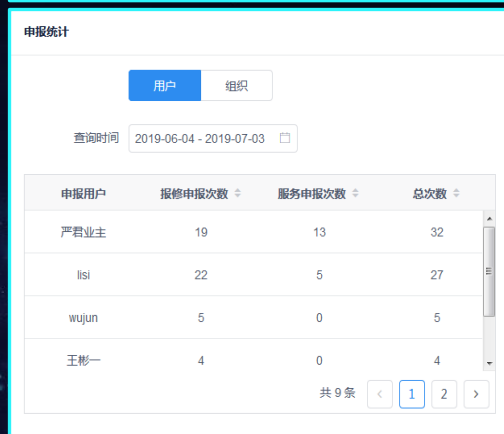 申报统计
用户 组织
查询时间 2019-06-04 - 2019-07-03
申报用户 报修申报次数 服务申报次数 总次数
严君业主 19 13 32
lisi 22 5 27
wujun 5 0 5
王彬一 4 0 4
共 9 条 1 2